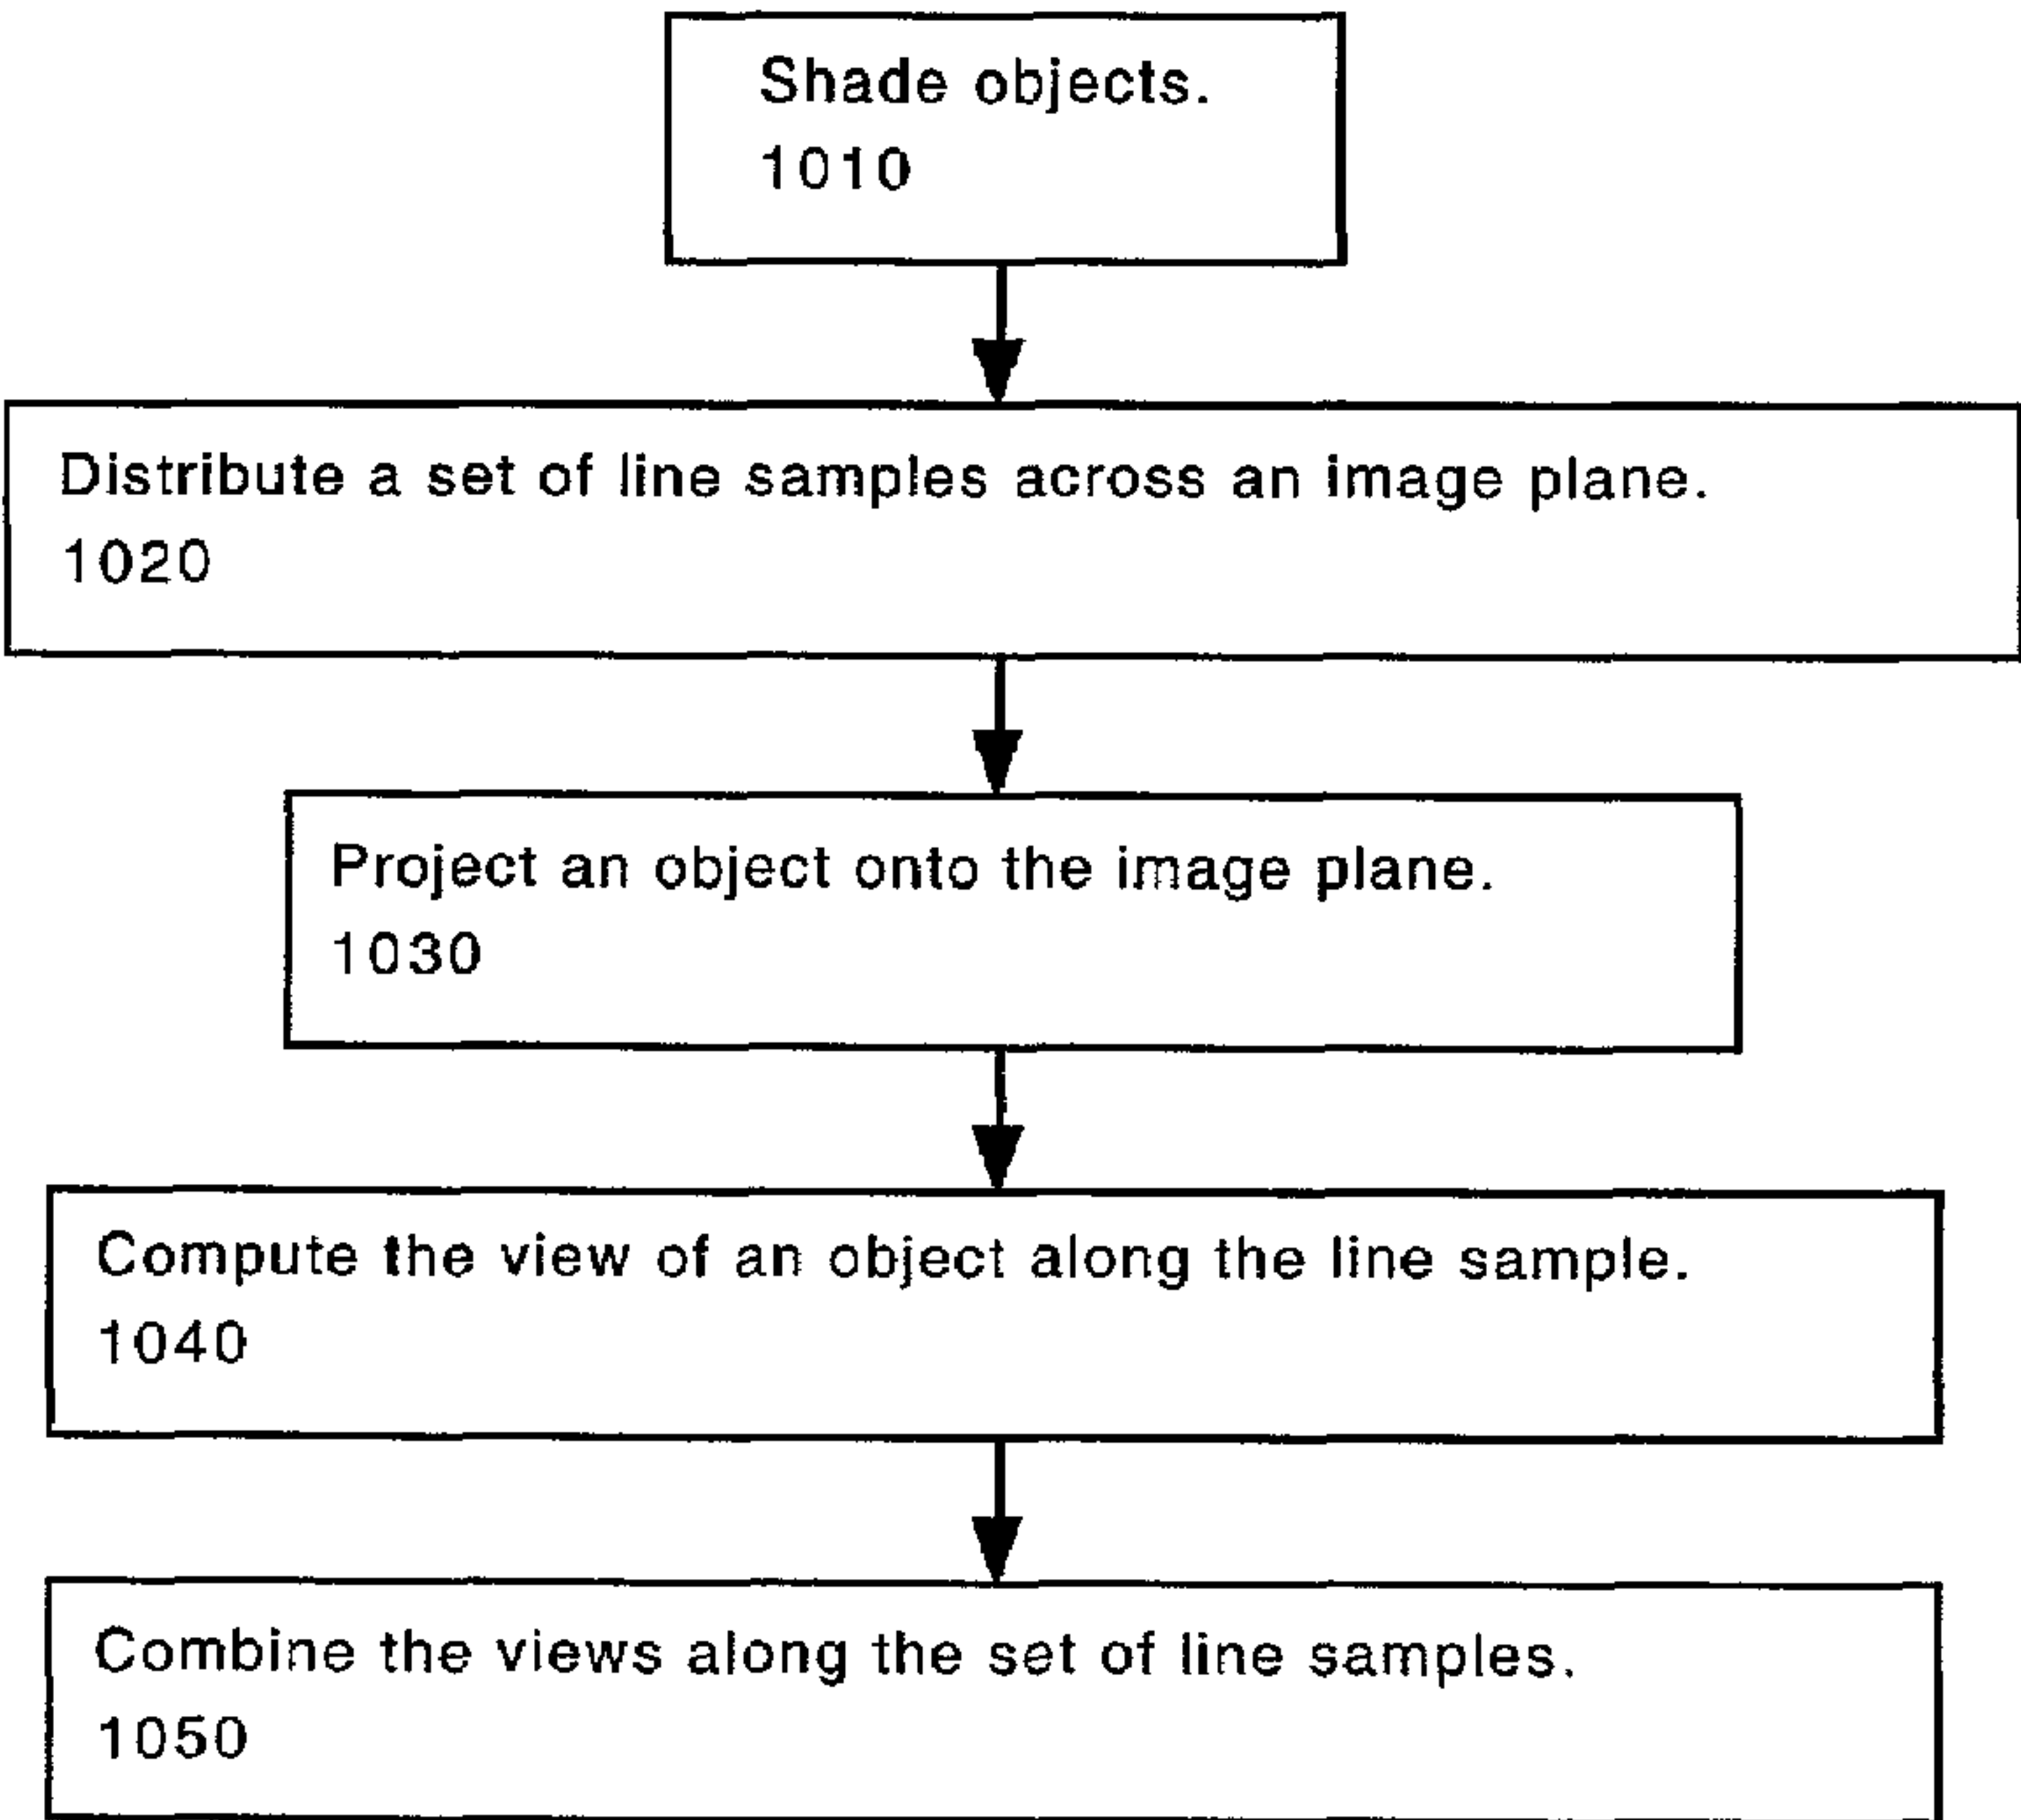 Shade objects.
1010
Distribute a set of line samples across an image plane.
1020
Project an object onto the image plane.
1030
Compute the view of an object along the line sample.
1040
Combine the views along the set of line samples.
1050